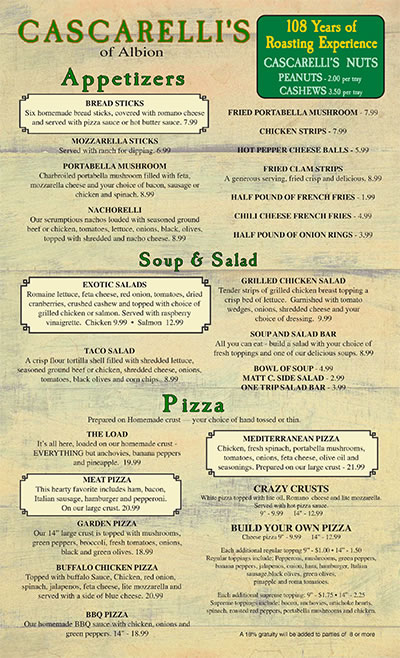 CASCARELLI'S
of Albion
108 Years of
Roasting Experience
CASCARELLI'S NUTS
PEANUTS - 2.00 per tray
CASHEWS 3.50 per tray
Appetizers
BREAD STICKS
Six homemade bread sticks, covered with romano cheese
and served with pizza sauce or hot butter sauce. 7.99
MOZZARELLA STICKS
Served with ranch for dipping. 6.99
PORTABELLA MUSHROOM
Charbroiled portabella mushroom filled with feta,
mozzarella cheese and your choice of bacon, sausage or
chicken and spinach. 8.99
NACHORELLI
Our scrumptious nachos loaded with seasoned ground
beef or chicken, tomatoes, lettuce, onions, black, olives,
topped with shredded and nacho cheese. 8.99
FRIED PORTABELLA MUSHROOM - 7.99
CHICKEN STRIPS - 7.99
HOT PEPPER CHEESE BALLS - 5.99
FRIED CLAM STRIPS
A generous serving, fried crisp and delicious. 8.99
HALF POUND OF FRENCH FRIES - 1.99
CHILI CHEESE FRENCH FRIES - 4.99
HALF POUND OF ONION RINGS - 3.99
Soup & Salad
EXOTIC SALADS
Romaine lettuce, feta cheese, red onion, tomatoes, dried
cranberries, crushed cashew and topped with choice of
grilled chicken or salmon. Served with raspberry
vinaigrette. Chicken 9.99 • Salmon 12.99
TACO SALAD
A crisp flour tortilla shell filled with shredded lettuce,
seasoned ground beef or chicken, shredded cheese, onions,
tomatoes, black olives and corn chips. 8.99
GRILLED CHICKEN SALAD
Tender strips of grilled chicken breast topping a
crisp bed of lettuce. Garnished with tomato
wedges, onions, shredded cheese and your
choice of dressing. 9.99
SOUP AND SALAD BAR
All you can eat - build a salad with your choice of
fresh toppings and one of our delicious soups. 8.99
BOWL OF SOUP - 4.99
MATT C. SIDE SALAD - 2.99
ONE TRIP SALAD BAR - 3.99
Pizza
Prepared on Homemade crust — your choice of hand tossed or thin.
THE LOAD
It's all here, loaded on our homemade crust -
EVERYTHING but anchovies, banana peppers
and pineapple. 19.99
MEAT PIZZA
This hearty favorite includes ham, bacon,
Italian sausage, hamburger and pepperoni.
On our large crust. 20.99
GARDEN PIZZA
Our 14" large crust is topped with mushrooms,
green peppers, broccoli, fresh tomatoes, onions,
black and green olives. 18.99
BUFFALO CHICKEN PIZZA
Topped with buffalo Sauce, Chicken, red onion,
spinach, jalapenos, feta cheese, lite mozzarella and
served with a side of blue cheese. 20.99
BBQ PIZZA
Our homemade BBQ sauce with chicken, onions and
green peppers. 14" - 18.99
MEDITERRANEAN PIZZA
Chicken, fresh spinach, portabella mushrooms,
tomatoes, onions, feta cheese, olive oil and
seasonings. Prepared on our large crust - 21.99
CRAZY CRUSTS
White pizza topped with lite oil, Romano cheese and lite mozzarella.
Served with hot pizza sauce.
9" - 9.99 14" - 12.99
BUILD YOUR OWN PIZZA
Cheese pizza 9" - 9.99 14" - 12.99
Each additional regular topping 9" - $1.00 • 14" - 1.50
Regular toppings include: Pepperoni, mushrooms, green peppers,
banana peppers, jalapenos, onion, ham, hamburger, Italian
sausage, black olives, green olives,
pineapple and roma tomatoes.
Each additional supreme topping: 9" - $1.75 • 14" - 2.25
Supreme toppings include: bacon, anchovies, artichoke hearts,
spinach, roasted red peppers, portabella mushrooms and chicken.
A 18% gratuity will be added to parties of 8 or more